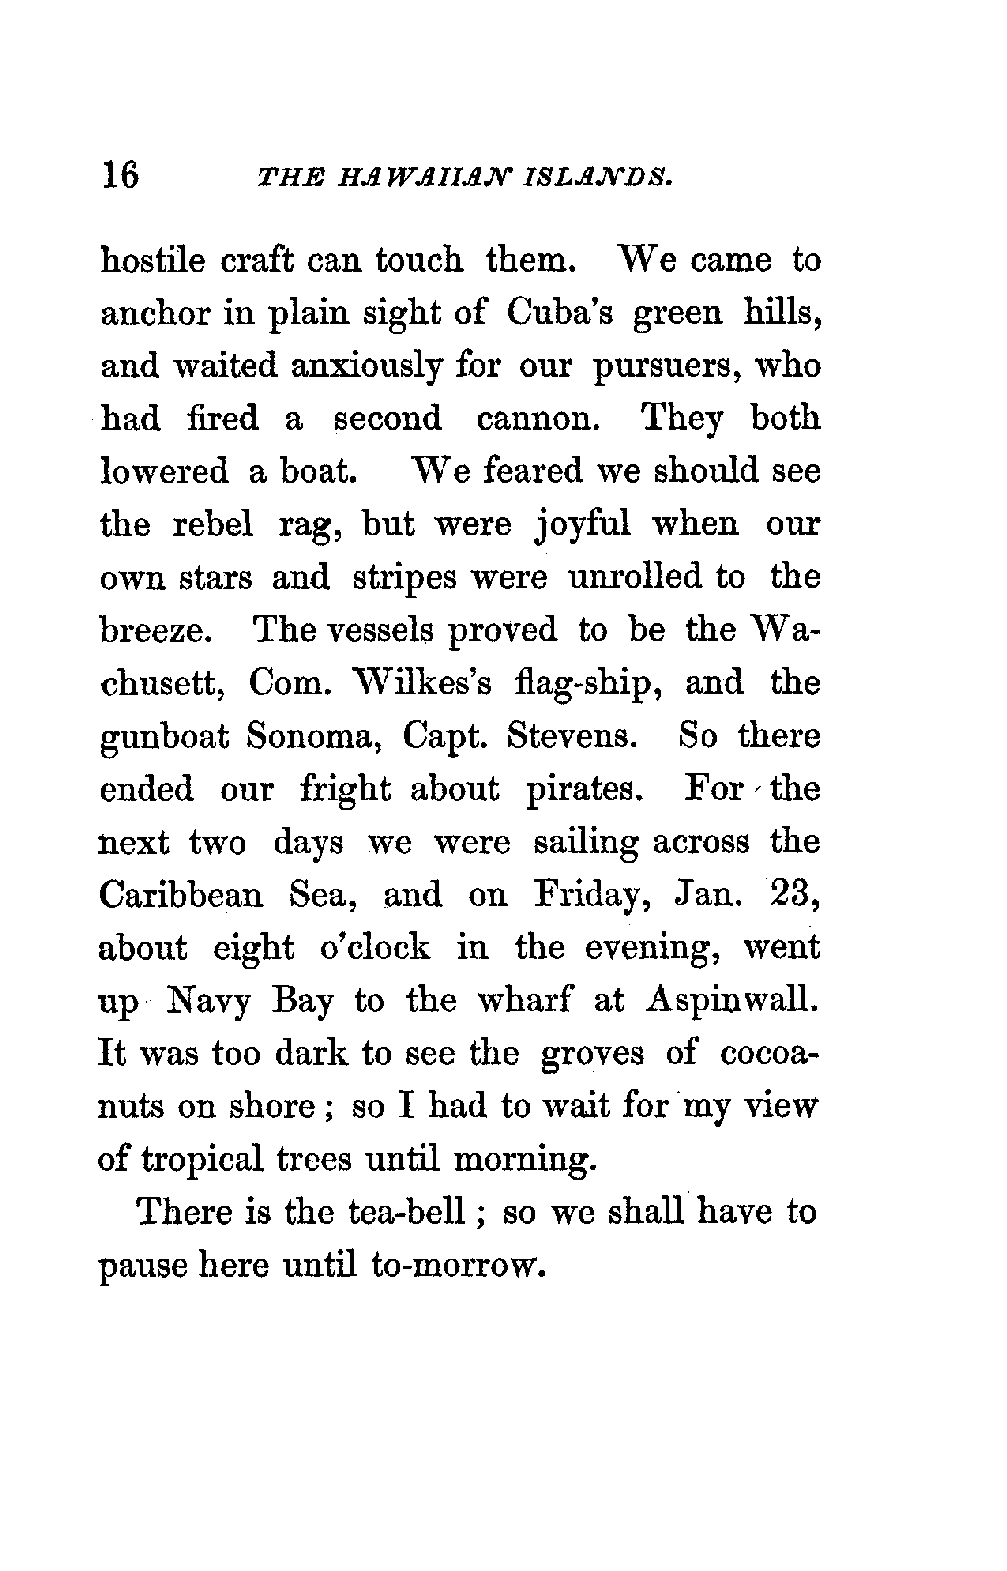 16 THE HAWAIIAN ISLANDS.
hostile craft can touch them. We came to
anchor in plain sight of Cuba's green hills,
and waited anxiously for our pursuers, who
had fired a second cannon. They both
lowered a boat. We feared we should see
the rebel rag, but were joyful when our
own stars and stripes were unrolled to the
breeze. The vessels proved to be the Wa-
chusett, Com. Wilkes's flag-ship, and the
gunboat Sonoma, Capt. Stevens. So there
ended our fright about pirates. For the
next two days we were sailing across the
Caribbean Sea, and on Friday, Jan. 23,
about eight o'clock in the evening, went
up Navy Bay to the wharf at Aspinwall.
It was too dark to see the groves of cocoa-
nuts on shore; so I had to wait for my view
of tropical trees until morning.
There is the tea-bell; so we shall have to
pause here until to-morrow.